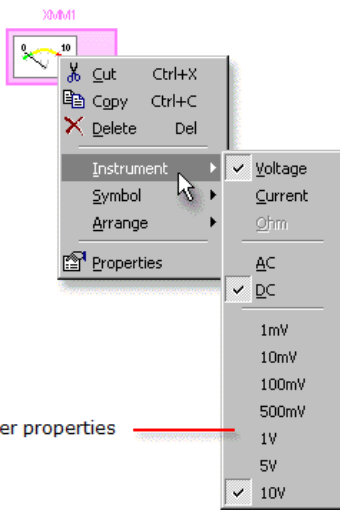 XMM1
0 10
Cut Ctrl+X
Copy Ctrl+C
Delete Del
Instrument
Symbol
Arrange
Properties
Voltage
Current
Ohm
AC
DC
1mV
10mV
100mV
500mV
1V
5V
10V
er properties